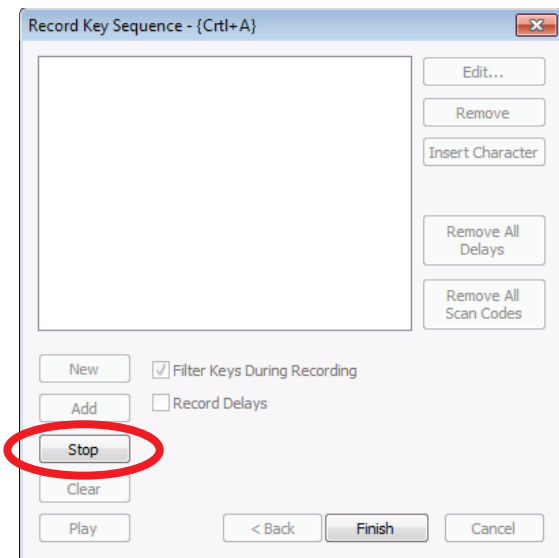 Record Key Sequence - {Crtl+A}
Edit...
Remove
Insert Character
Remove All
Delays
Remove All
Scan Codes
New
Filter Keys During Recording
Add
Record Delays
Stop
Clear
Play
< Back
Finish
Cancel